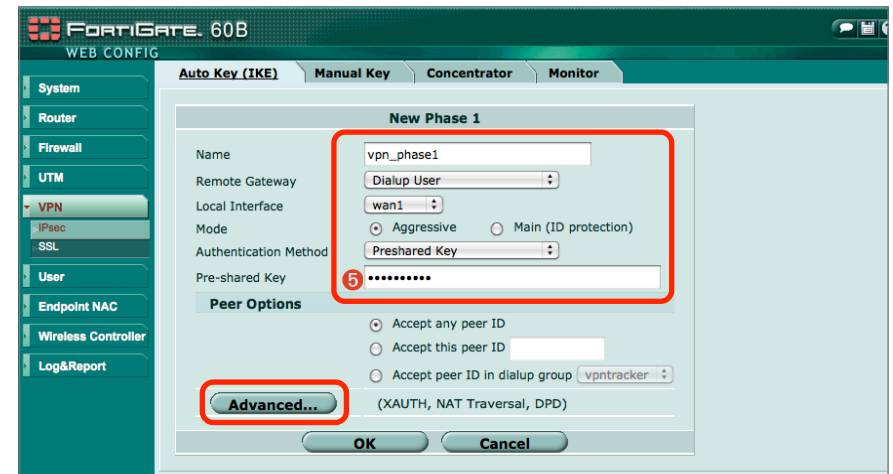 FORTIGATE. 60B
WEB CONFIG
Auto Key (IKE) Manual Key Concentrator Monitor
System
Router
Firewall
UTM
VPN
IPsec
SSL
User
Endpoint NAC
Wireless Controller
Log&Report
New Phase 1
Name vpn_phase1
Remote Gateway Dialup User
Local Interface wan1
Mode Aggressive Main (ID protection)
Authentication Method Preshared Key
Pre-shared Key 5 ••••••••••
Peer Options
Accept any peer ID
Accept this peer ID
Accept peer ID in dialup group vpntracker
Advanced... (XAUTH, NAT Traversal, DPD)
OK Cancel